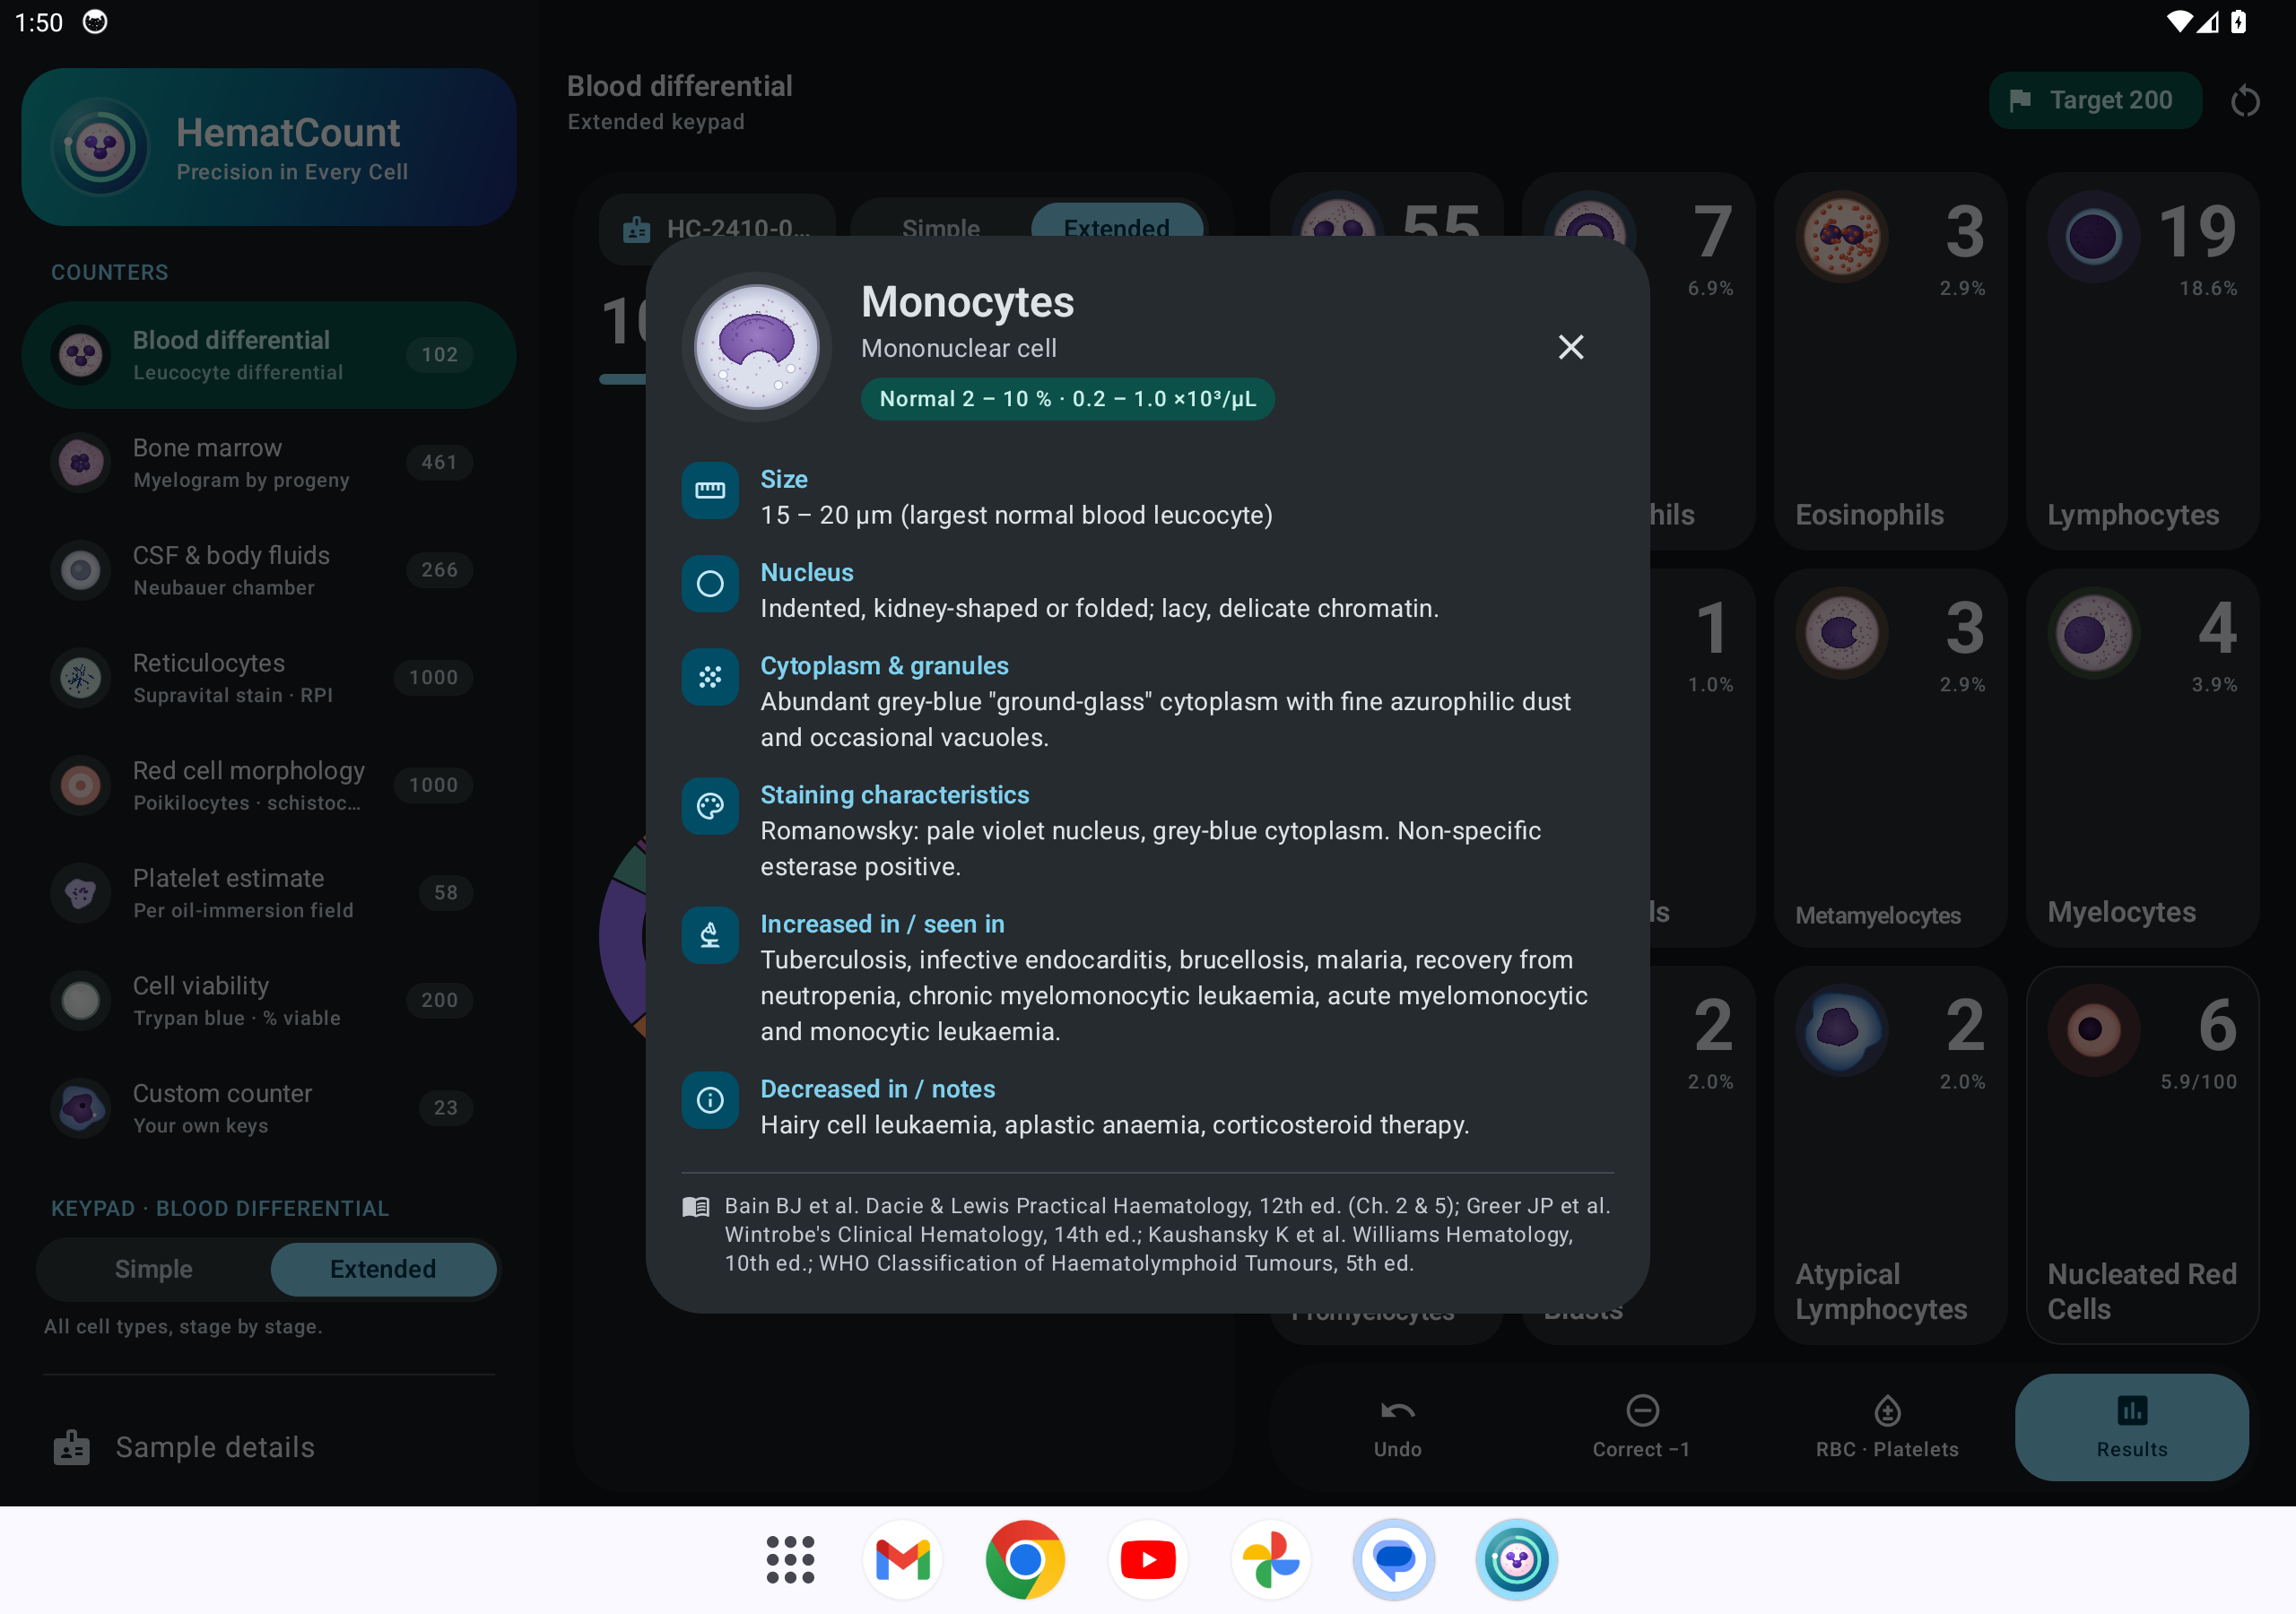 1:50
HematCount
Precision in Every Cell
COUNTERS
Blood differential
Leucocyte differential
102
Bone marrow
Myelogram by progeny
461
CSF & body fluids
Neubauer chamber
266
Reticulocytes
Supravital stain · RPI
1000
Red cell morphology
Poikilocytes · schistoc…
1000
Platelet estimate
Per oil-immersion field
58
Cell viability
Trypan blue · % viable
200
Custom counter
Your own keys
23
KEYPAD · BLOOD DIFFERENTIAL
Simple
Extended
All cell types, stage by stage.
Sample details
Blood differential
Extended keypad
Target 200
HC-2410-0…
Simple
Extended
55
7
6.9%
3
2.9%
Eosinophils
19
18.6%
Lymphocytes
1
1.0%
3
2.9%
Metamyelocytes
4
3.9%
Myelocytes
Promyelocytes
2
2.0%
Blasts
2
2.0%
Atypical
Lymphocytes
6
5.9/100
Nucleated Red
Cells
Monocytes
Mononuclear cell
Normal 2 – 10 % · 0.2 – 1.0 ×10³/µL
Size
15 – 20 µm (largest normal blood leucocyte)
Nucleus
Indented, kidney-shaped or folded; lacy, delicate chromatin.
Cytoplasm & granules
Abundant grey-blue "ground-glass" cytoplasm with fine azurophilic dust
and occasional vacuoles.
Staining characteristics
Romanowsky: pale violet nucleus, grey-blue cytoplasm. Non-specific
esterase positive.
Increased in / seen in
Tuberculosis, infective endocarditis, brucellosis, malaria, recovery from
neutropenia, chronic myelomonocytic leukaemia, acute myelomonocytic
and monocytic leukaemia.
Decreased in / notes
Hairy cell leukaemia, aplastic anaemia, corticosteroid therapy.
Bain BJ et al. Dacie & Lewis Practical Haematology, 12th ed. (Ch. 2 & 5); Greer JP et al.
Wintrobe's Clinical Hematology, 14th ed.; Kaushansky K et al. Williams Hematology,
10th ed.; WHO Classification of Haematolymphoid Tumours, 5th ed.
Undo
Correct −1
RBC · Platelets
Results